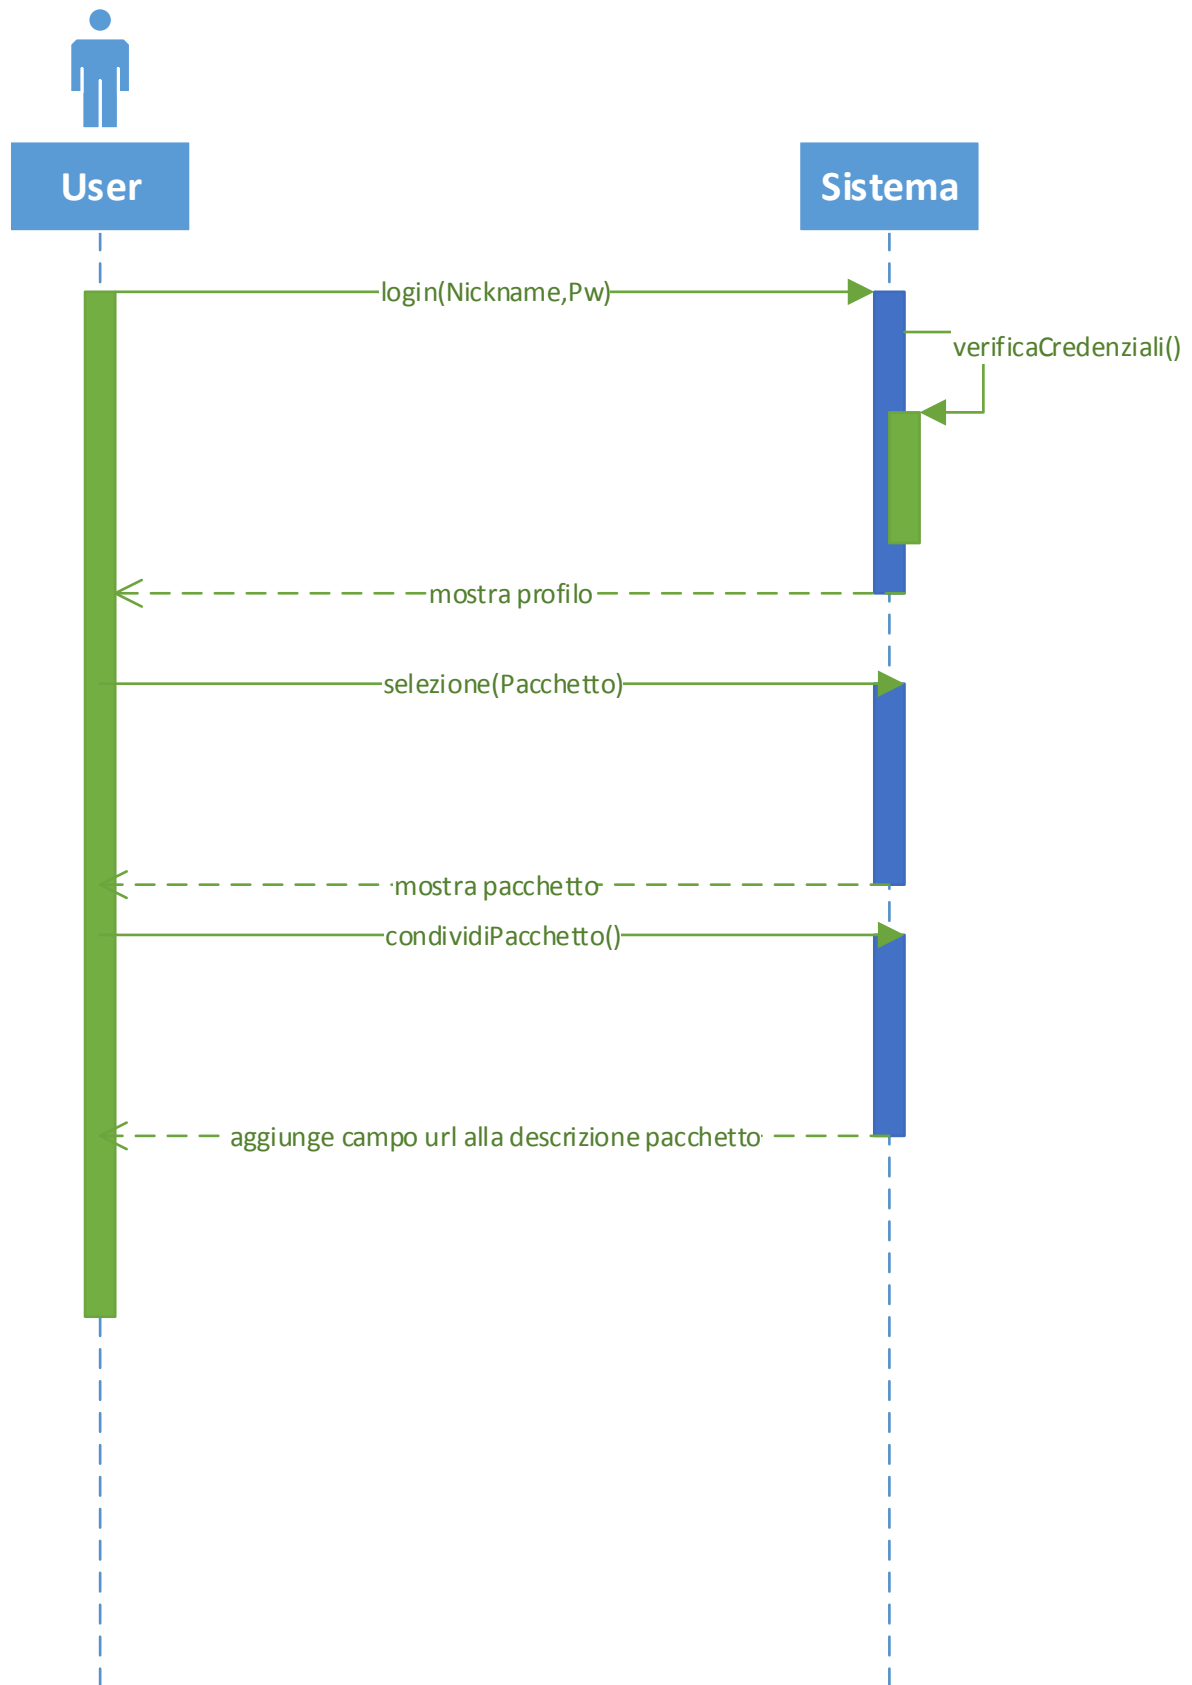 User
Sistema
login(Nickname,Pw)
verificaCredenziali()
mostra profilo
selezione(Pacchetto)
mostra pacchetto
condividiPacchetto()
aggiunge campo url alla descrizione pacchetto